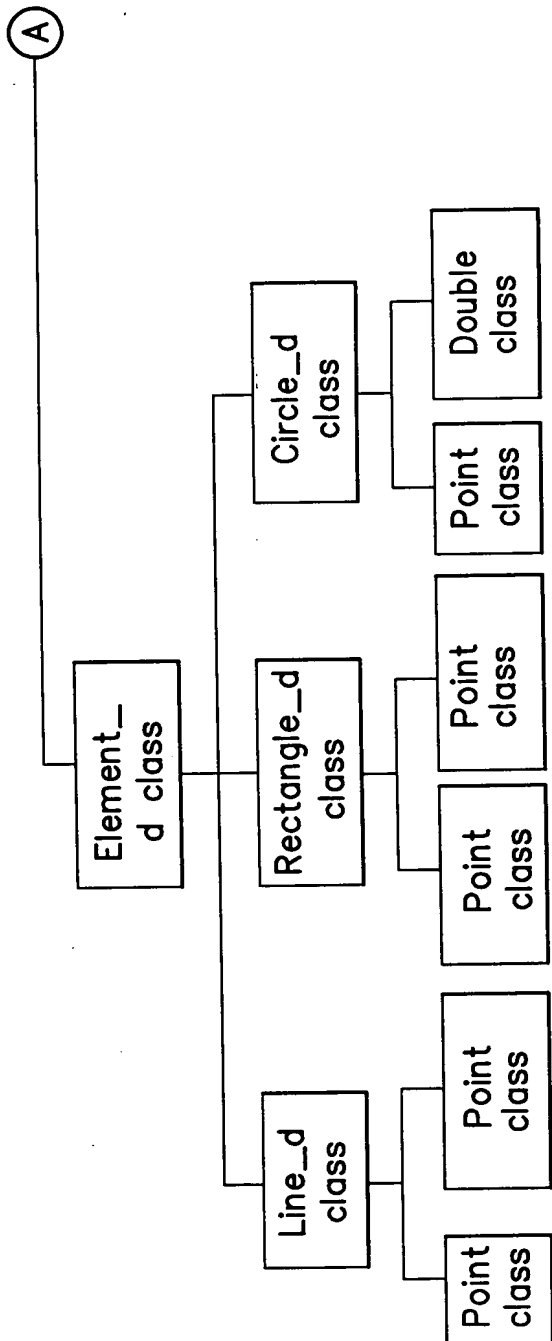 A
Element_
d class
Line_d
class
Rectangle_d
class
Circle_d
class
Point
class
Point
class
Point
class
Point
class
Point
class
Double
class